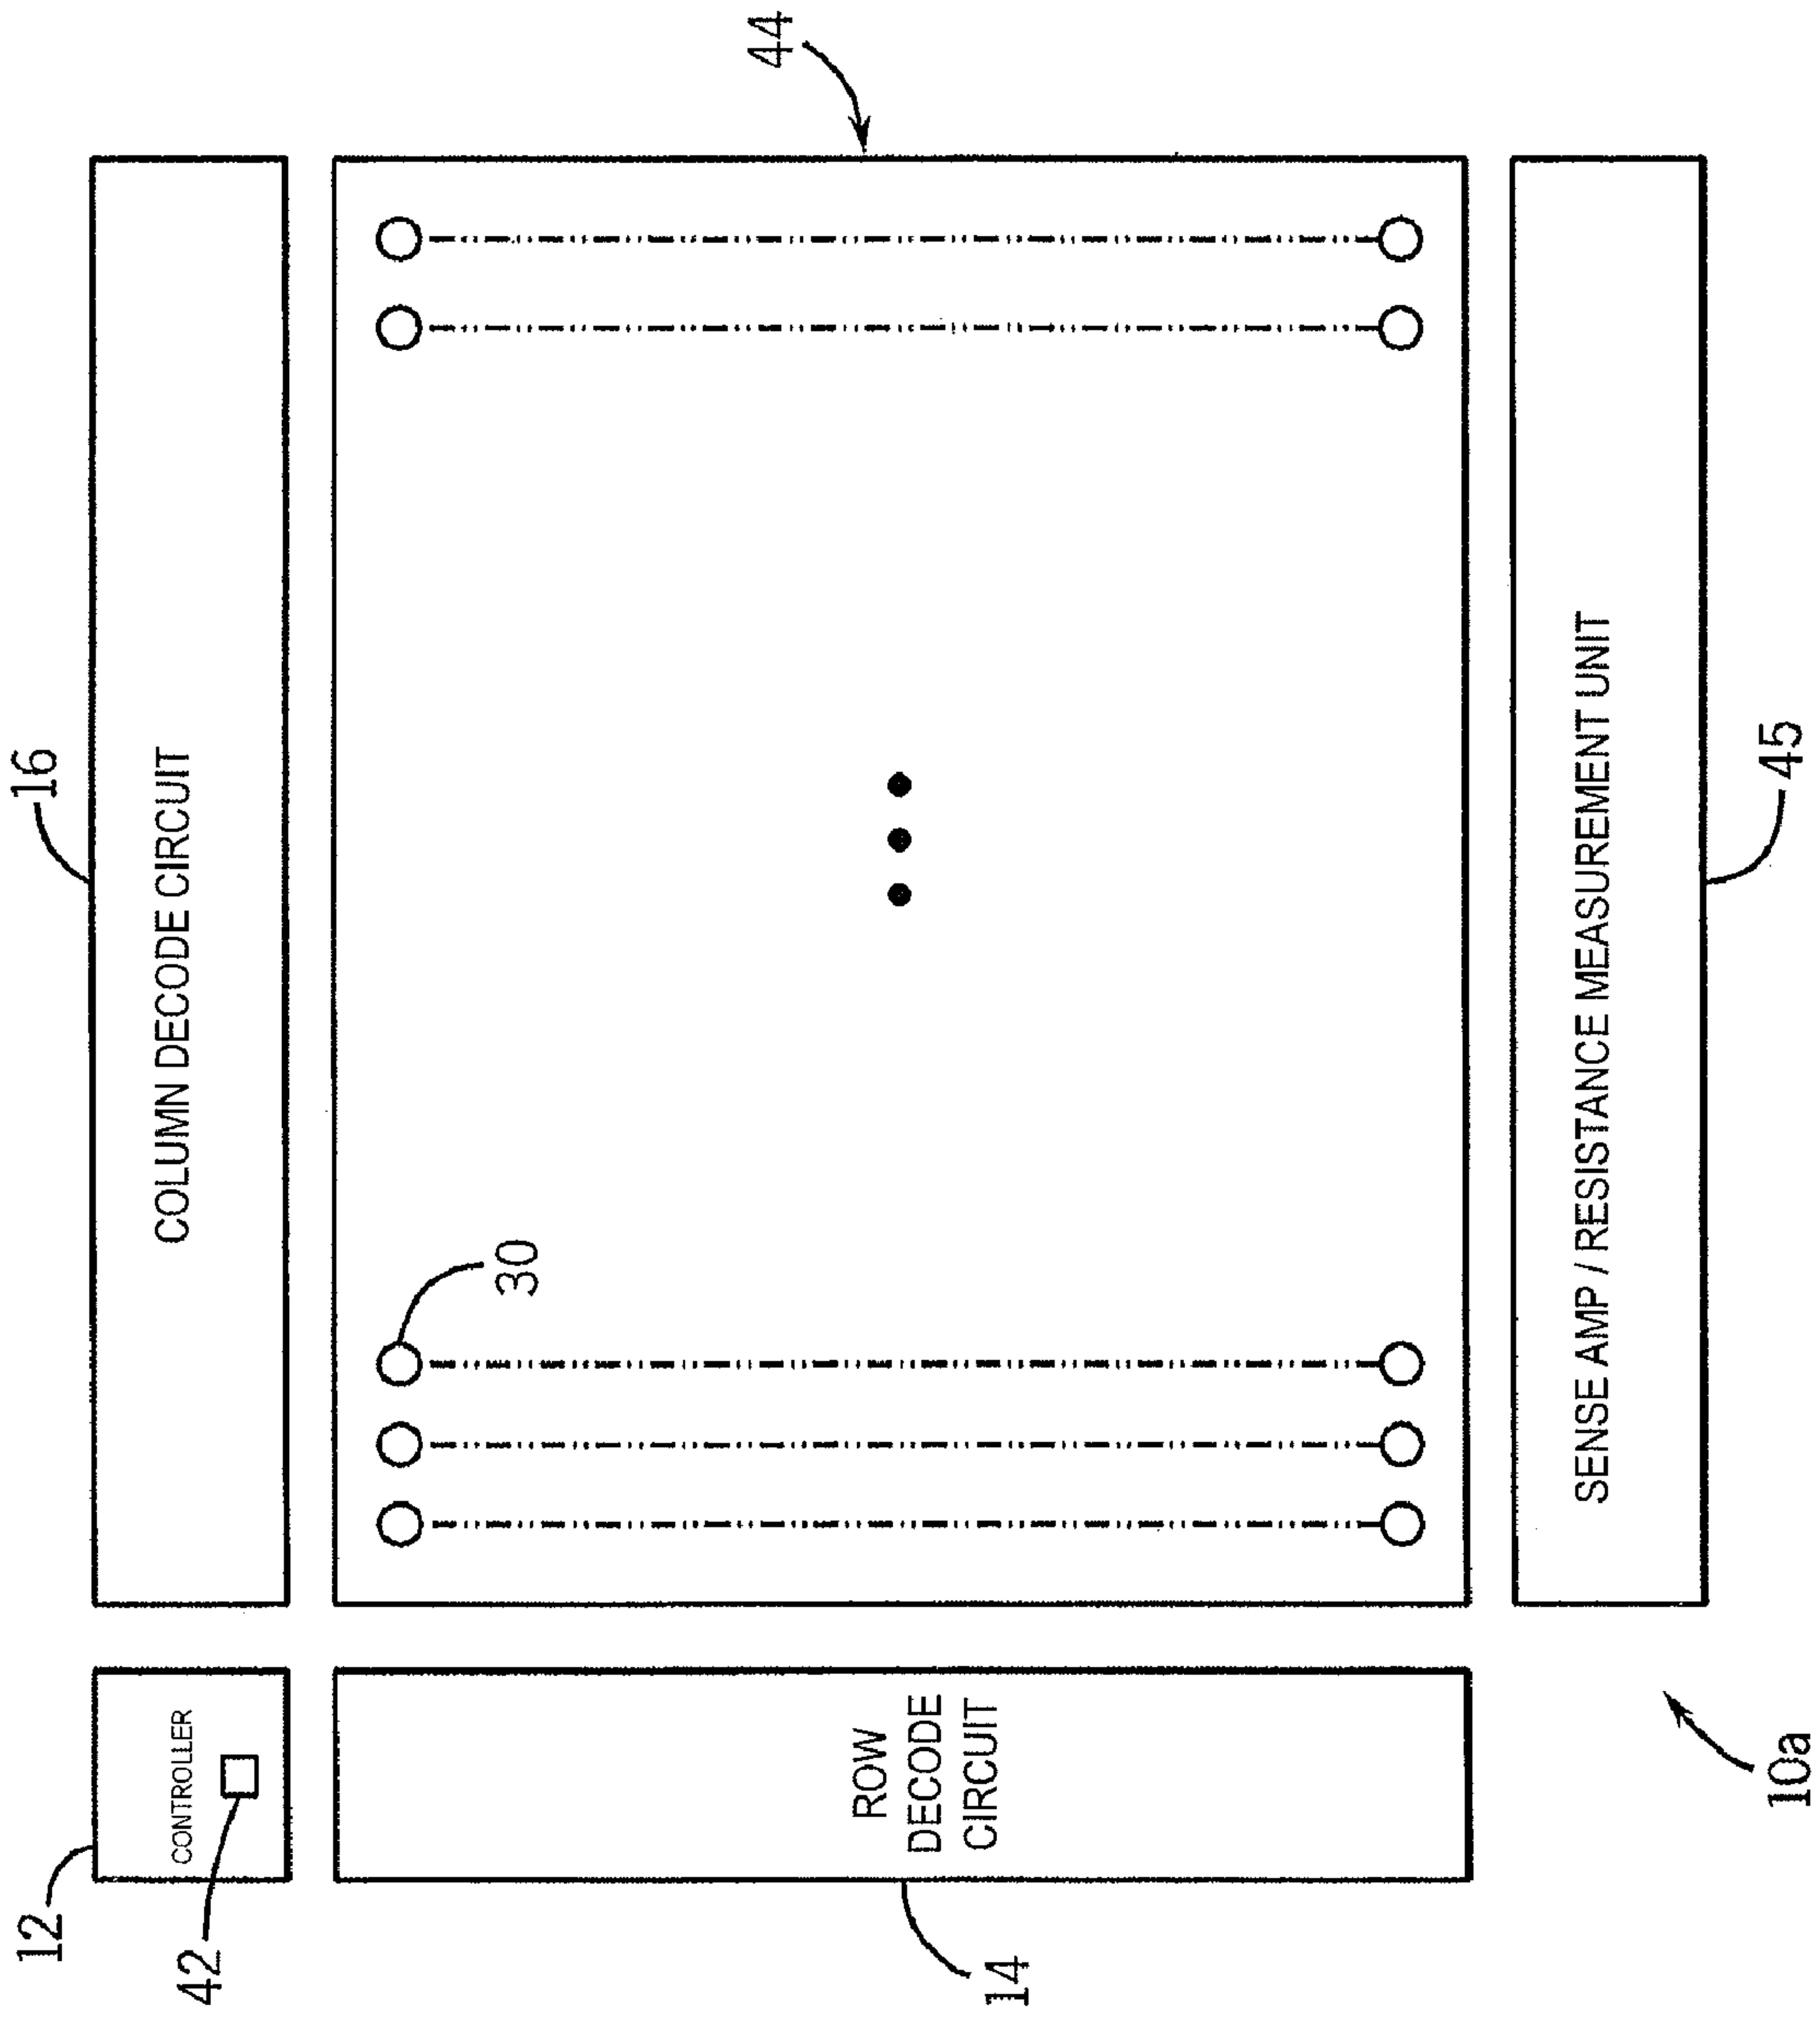 16
12
COLUMN DECODE CIRCUIT
CONTROLLER
42
44
30
ROW
DECODE
CIRCUIT
14
SENSE AMP / RESISTANCE MEASUREMENT UNIT
45
10a